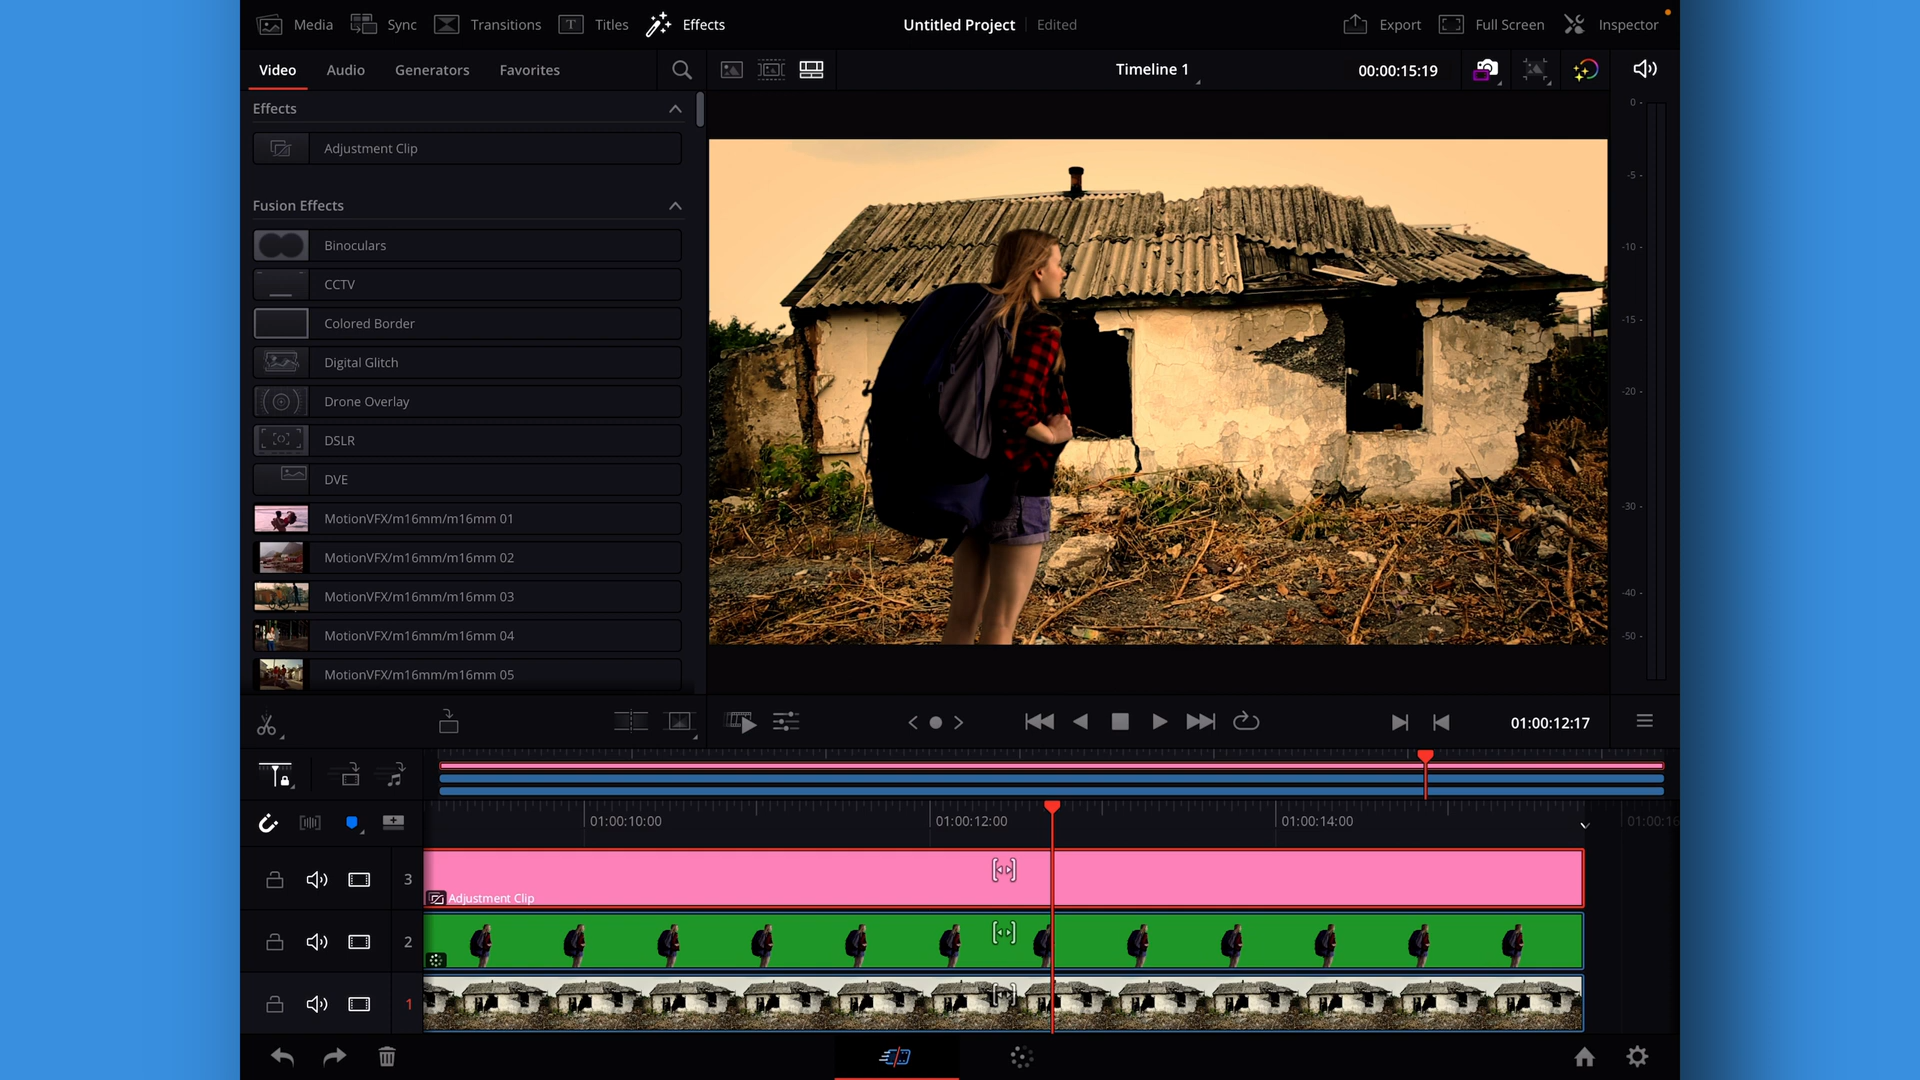 Media Sync Transitions Titles Effects Untitled Project Edited Export Full Screen Inspector
Video Audio Generators Favorites Timeline 1 00:00:15:19
Effects
Adjustment Clip
Fusion Effects
Binoculars
CCTV
Colored Border
Digital Glitch
Drone Overlay
DSLR
DVE
MotionVFX/m16mm/m16mm 01
MotionVFX/m16mm/m16mm 02
MotionVFX/m16mm/m16mm 03
MotionVFX/m16mm/m16mm 04
MotionVFX/m16mm/m16mm 05
0 -
-5 -
-10 -
-15 -
-20 -
-30 -
-40 -
-50 -
01:00:12:17
01:00:10:00 01:00:12:00 01:00:14:00 01:00:16
3
Adjustment Clip
2
1